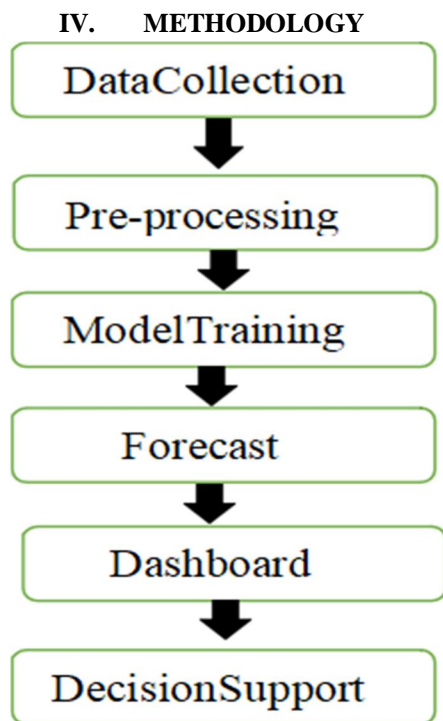 IV. METHODOLOGY
DataCollection
Pre-processing
ModelTraining
Forecast
Dashboard
DecisionSupport